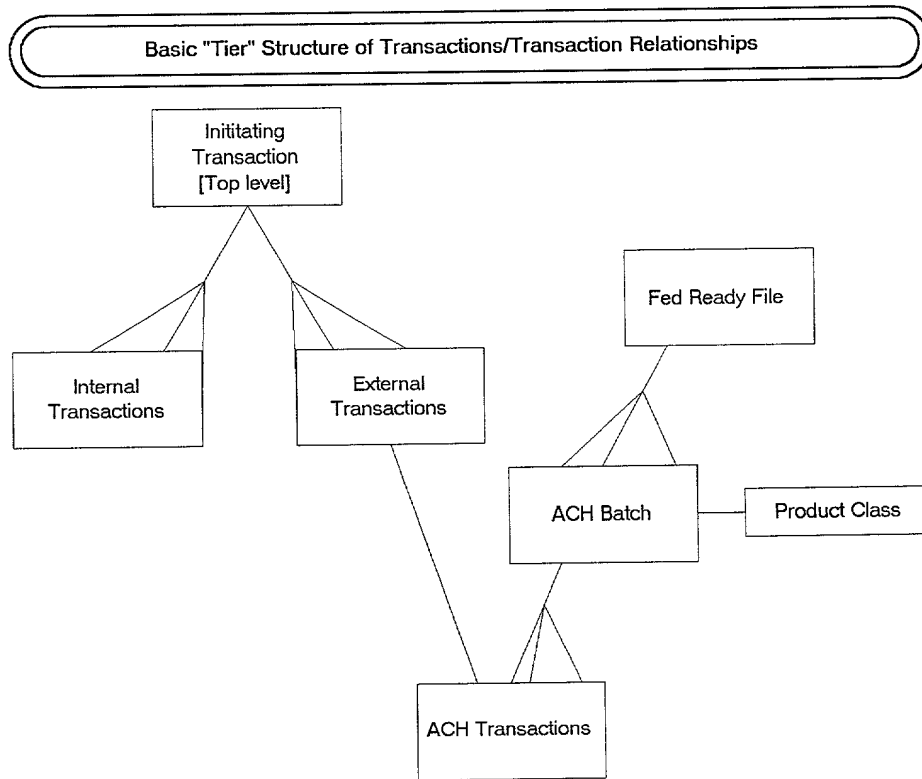 Basic "Tier" Structure of Transactions/Transaction Relationships
Inititating
Transaction
[Top level]
Fed Ready File
Internal
Transactions
External
Transactions
ACH Batch
Product Class
ACH Transactions